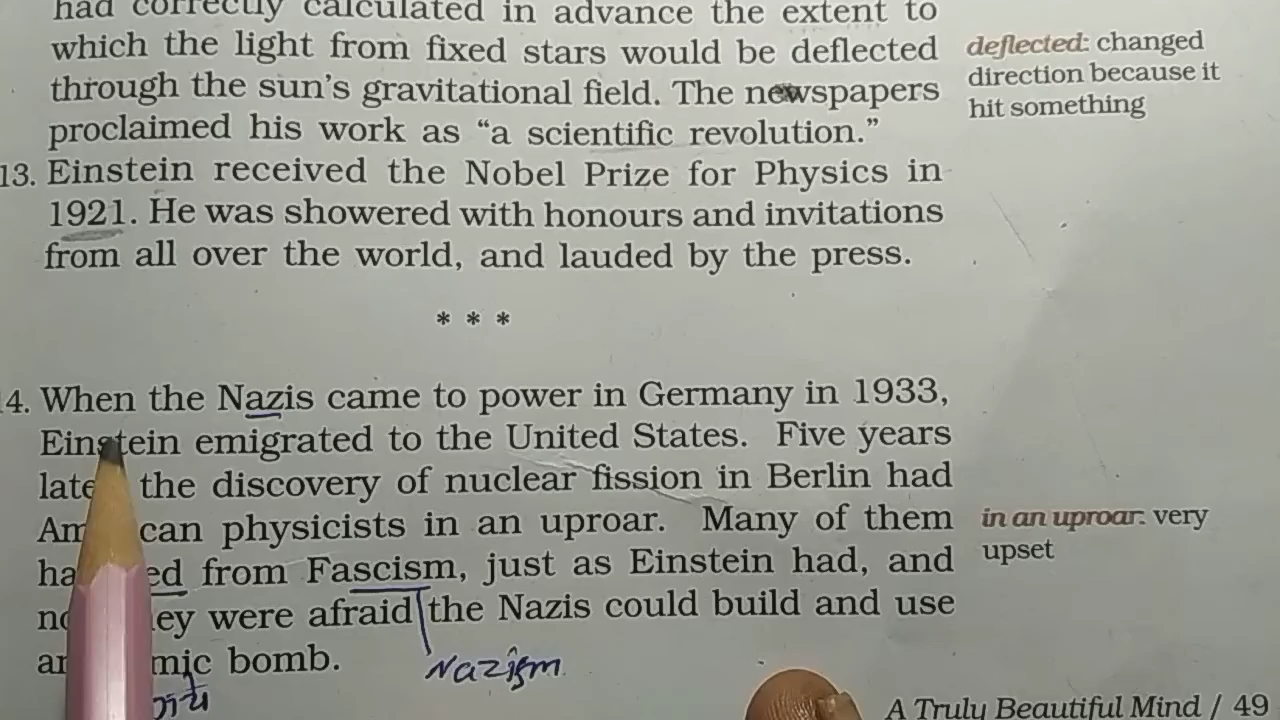 had correctly calculated in advance the extent to
which the light from fixed stars would be deflected
through the sun's gravitational field. The newspapers
proclaimed his work as “a scientific revolution.”
deflected: changed
direction because it
hit something
13. Einstein received the Nobel Prize for Physics in
1921. He was showered with honours and invitations
from all over the world, and lauded by the press.
* * *
4. When the Nazis came to power in Germany in 1933,
Einstein emigrated to the United States. Five years
the discovery of nuclear fission in Berlin had
physicists in an uproar. Many of them
from Fascism, just as Einstein had, and
were afraid the Nazis could build and use
bomb.
in an uproar: very
upset
Nazism
A Truly Beautiful Mind / 49